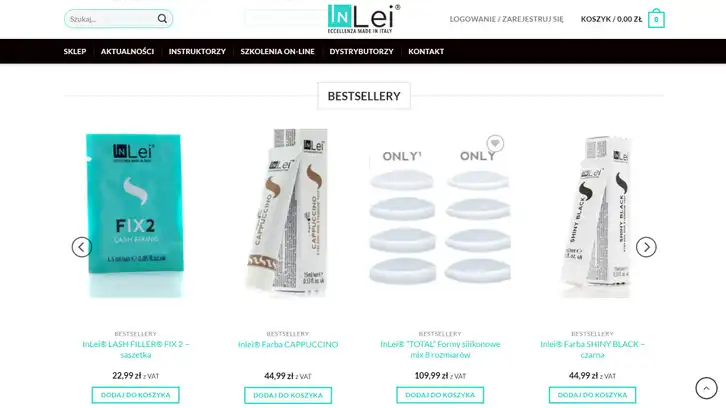 Szukaj...
INLei®
ECCELLENZA MADE IN ITALY
LOGOWANIE / ZAREJESTRUJ SIĘ
KOSZYK / 0,00 ZŁ
0
SKLEP
AKTUALNOŚCI
INSTRUKTORZY
SZKOLENIA ON-LINE
DYSTRYBUTORZY
KONTAKT
BESTSELLERY
INLei®
FIX2
LASH FIXING
CAPPUCCINO
CAPPUCCINO
ONLY1
ONLY
SHINY BLACK
SHINY BLACK
BESTSELLERY
InLei® LASH FILLER® FIX 2 –
saszetka
22,99 zł z VAT
DODAJ DO KOSZYKA
BESTSELLERY
Inlei® Farba CAPPUCCINO
44,99 zł z VAT
DODAJ DO KOSZYKA
BESTSELLERY
InLei® "TOTAL" Formy silikonowe
mix 8 rozmiarów
109,99 zł z VAT
DODAJ DO KOSZYKA
BESTSELLERY
Inlei® Farba SHINY BLACK –
czarna
44,99 zł z VAT
DODAJ DO KOSZYKA